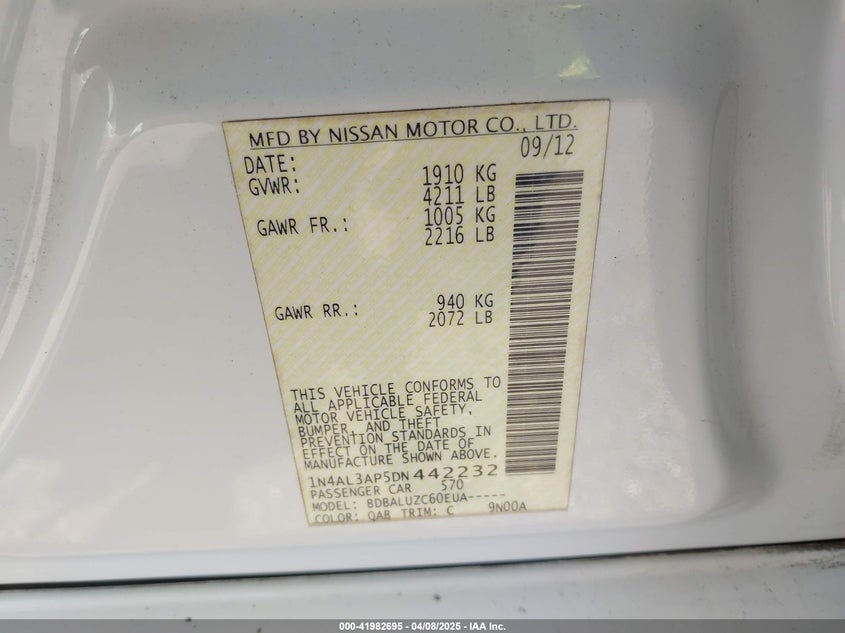 MFD BY NISSAN MOTOR CO., LTD.
DATE: 09/12
GVWR: 1910 KG
4211 LB
GAWR FR.: 1005 KG
2216 LB
GAWR RR.: 940 KG
2072 LB
THIS VEHICLE CONFORMS TO
ALL APPLICABLE FEDERAL
MOTOR VEHICLE SAFETY,
BUMPER, AND THEFT
PREVENTION STANDARDS IN
EFFECT ON THE DATE OF
MANUFACTURE SHOWN ABOVE.
1N4AL3AP5DN442232
PASSENGER CAR 570
MODEL: BDBALUZC60EUA-----
COLOR: QAB TRIM: C 9N00A
000-41982695 - 04/08/2025 - IAA Inc.